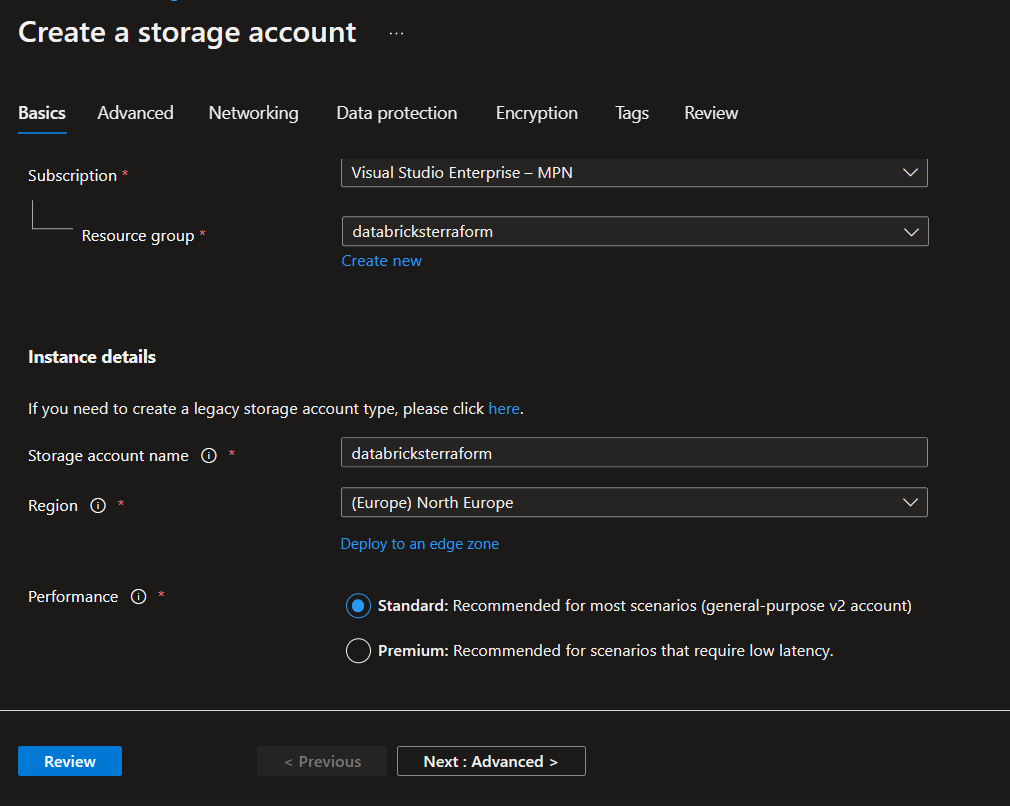 Create a storage account ...
Basics Advanced Networking Data protection Encryption Tags Review
Subscription * Visual Studio Enterprise – MPN
Resource group * databricksterraform
Create new
Instance details
If you need to create a legacy storage account type, please click here.
Storage account name * databricksterraform
Region * (Europe) North Europe
Deploy to an edge zone
Performance * Standard: Recommended for most scenarios (general-purpose v2 account)
Premium: Recommended for scenarios that require low latency.
Review < Previous Next : Advanced >